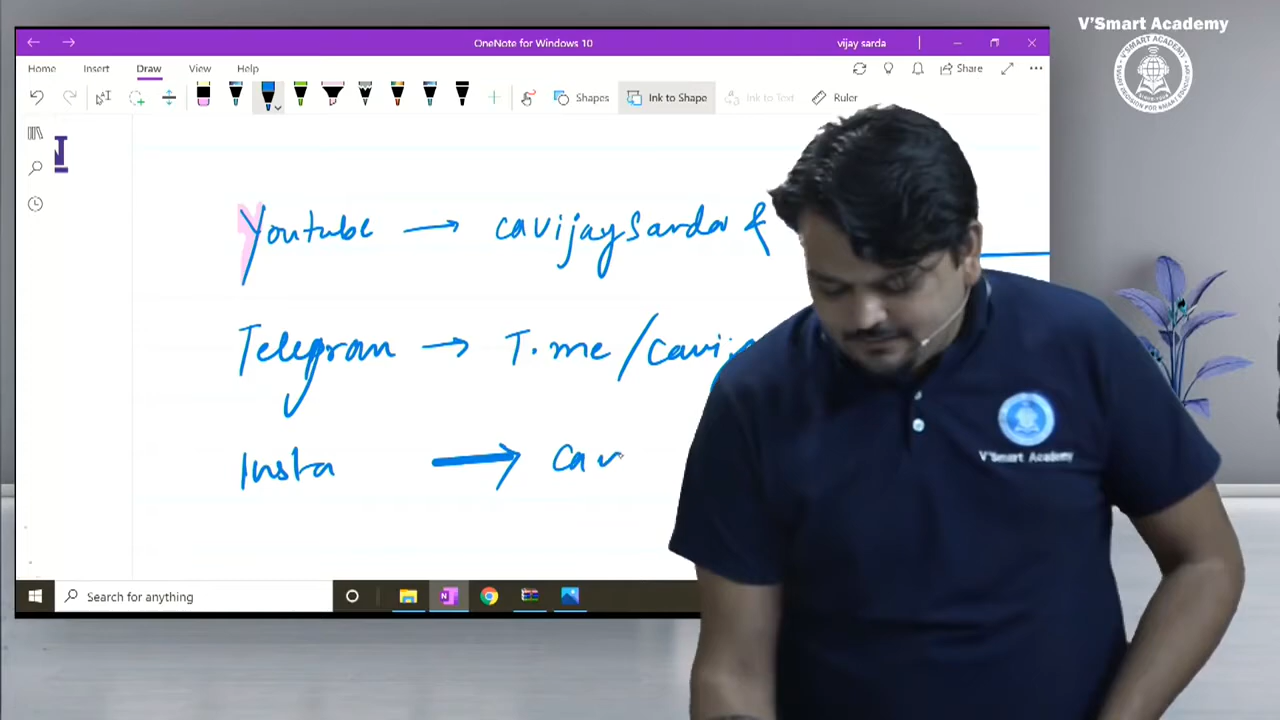 V'Smart Academy
OneNote for Windows 10
vijay sarda
Home Insert Draw View Help
Share
Shapes
Ink to Shape
Ink to Text
Ruler
Youtube → cavijaysarda &
Telegram → T.me/cavi
Insta → cav
V'Smart Academy
Search for anything